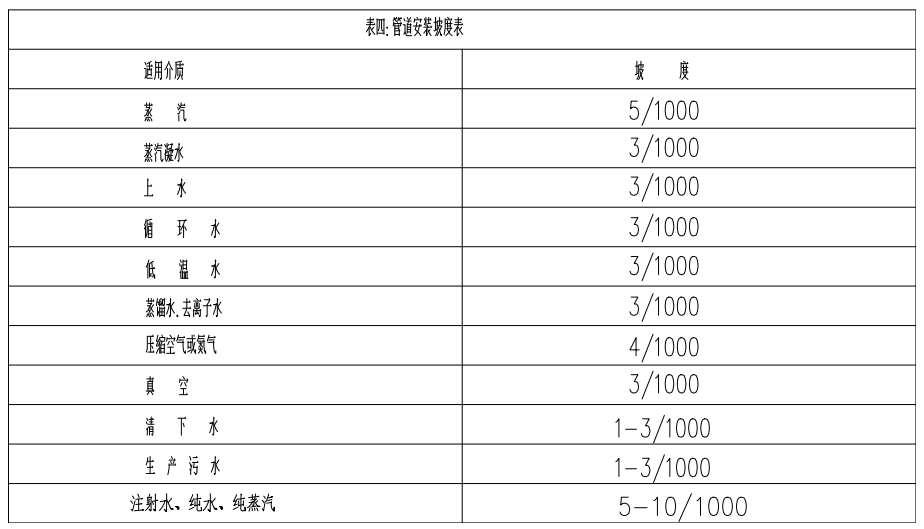 表四:管道安装坡度表
适用介质 坡 度
蒸 汽 5/1000
蒸汽凝水 3/1000
上 水 3/1000
循 环 水 3/1000
低 温 水 3/1000
蒸馏水.去离子水 3/1000
压缩空气或氮气 4/1000
真 空 3/1000
清 下 水 1-3/1000
生 产 污 水 1-3/1000
注射水、纯水、纯蒸汽 5-10/1000